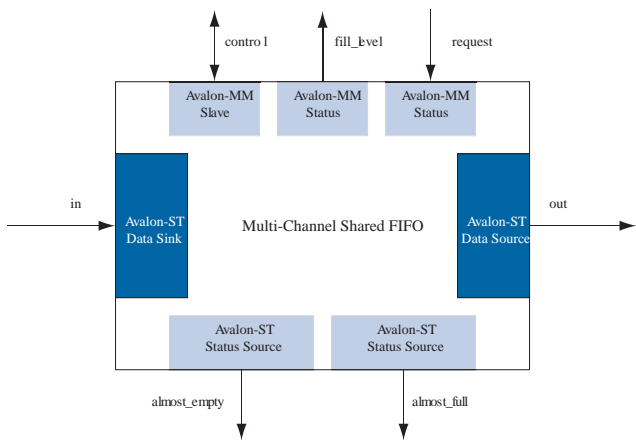 control
fill_level
request
Avalon-MM
Slave
Avalon-MM
Status
Avalon-MM
Status
in
Avalon-ST
Data Sink
Multi-Channel Shared FIFO
Avalon-ST
Data Source
out
Avalon-ST
Status Source
Avalon-ST
Status Source
almost_empty
almost_full